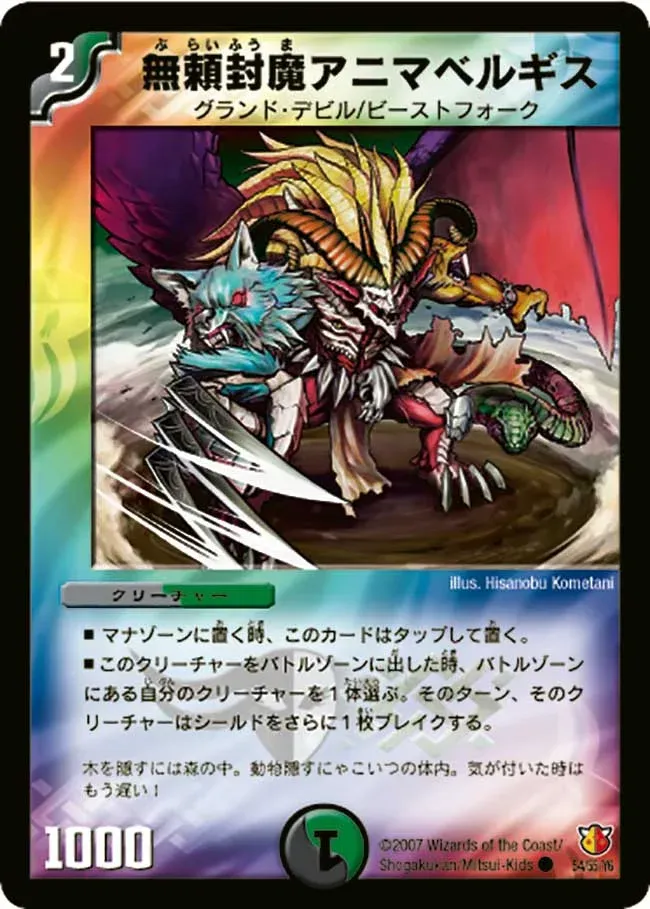 2
ぶらいふうま
無頼封魔アニマベルギス
グランド・デビル/ビーストフォーク
illus. Hisanobu Kometani
クリーチャー
■ マナゾーンに置く時、このカードはタップして置く。
■ このクリーチャーをバトルゾーンに出した時、バトルゾーン
にある自分のクリーチャーを1体選ぶ。そのターン、そのク
リーチャーはシールドをさらに1枚ブレイクする。
木を隠すには森の中。動物隠すにゃこいつの体内。気が付いた時は
もう遅い！
1000
1
©2007 Wizards of the Coast/
Shogakukan/Mitsui-Kids
54/55 Y6